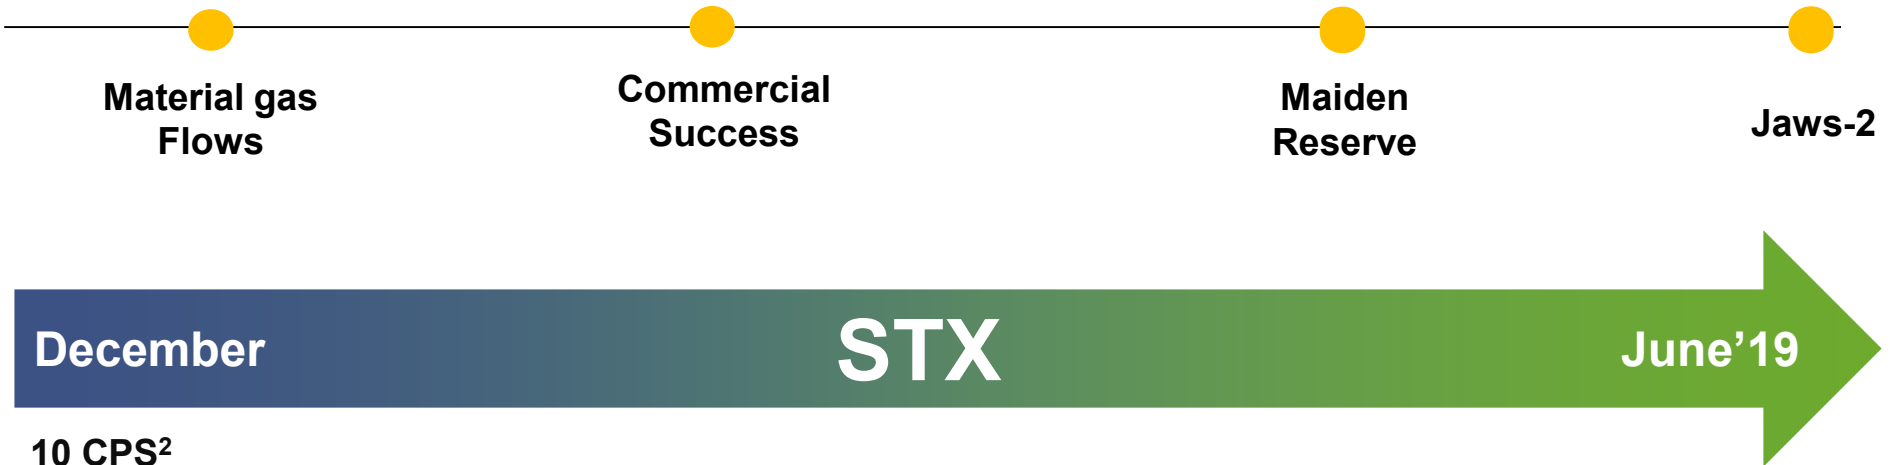 Material gas
Flows
Commercial
Success
Maiden
Reserve
Jaws-2
December
STX
June’19
10 CPS²